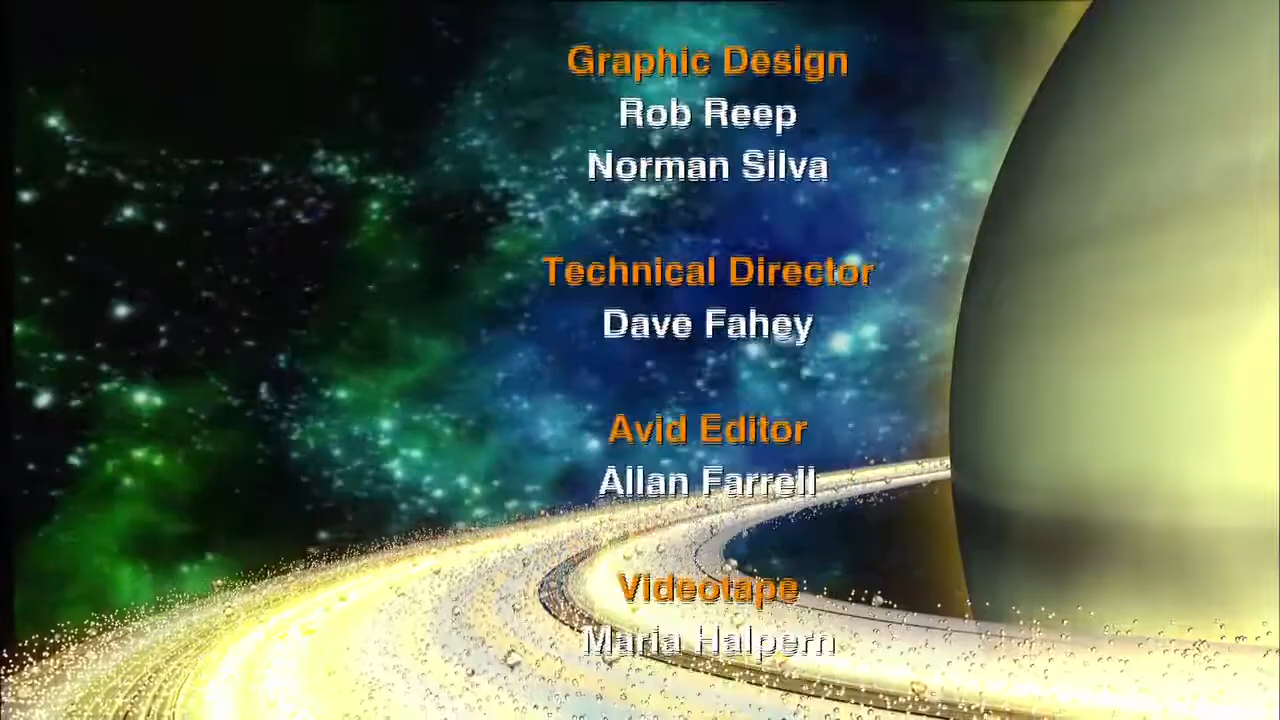 Graphic Design
Rob Reep
Norman Silva
Technical Director
Dave Fahey
Avid Editor
Allan Farrell
Videotape
Maria Halpern